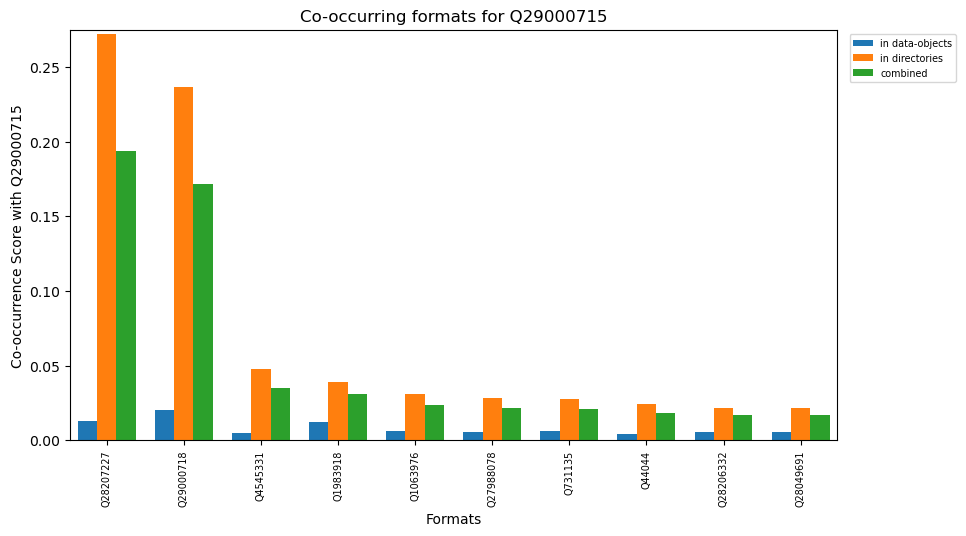 Co-occurring formats for Q29000715
in data-objects
in directories
combined
Co-occurrence Score with Q29000715
0.25
0.20
0.15
0.10
0.05
0.00
Q28207227
Q29000718
Q4545331
Q1983918
Q1063976
Q27988078
Q731135
Q44044
Q28206332
Q28049691
Formats